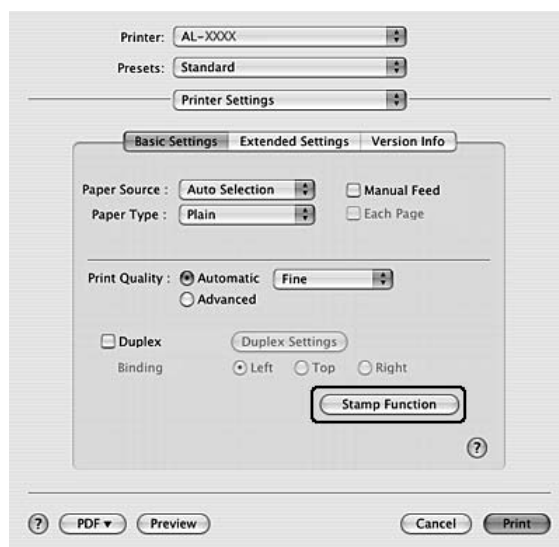 Printer: AL-XXXX
Presets: Standard
Printer Settings
Basic Settings Extended Settings Version Info
Paper Source : Auto Selection Manual Feed
Paper Type : Plain Each Page
Print Quality : Automatic Fine
Advanced
Duplex Duplex Settings
Binding Left Top Right
Stamp Function
?
? PDF ▼ Preview Cancel Print